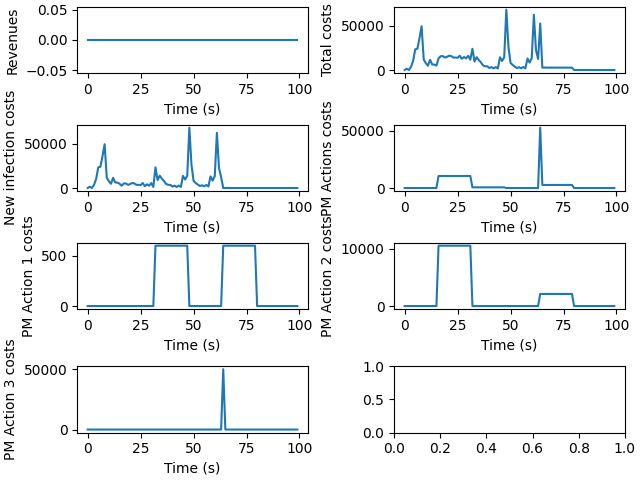 Revenues
0.05
0.00
−0.05
0 25 50 75 100
Time (s)
Total costs
50000
0
0 25 50 75 100
Time (s)
New infection costs
50000
0
0 25 50 75 100
Time (s)
PM Actions costs
50000
0
0 25 50 75 100
Time (s)
PM Action 1 costs
500
0
0 25 50 75 100
Time (s)
PM Action 2 costs
10000
0
0 25 50 75 100
Time (s)
PM Action 3 costs
50000
0
0 25 50 75 100
Time (s)
1.0
0.5
0.0
0.0 0.2 0.4 0.6 0.8 1.0